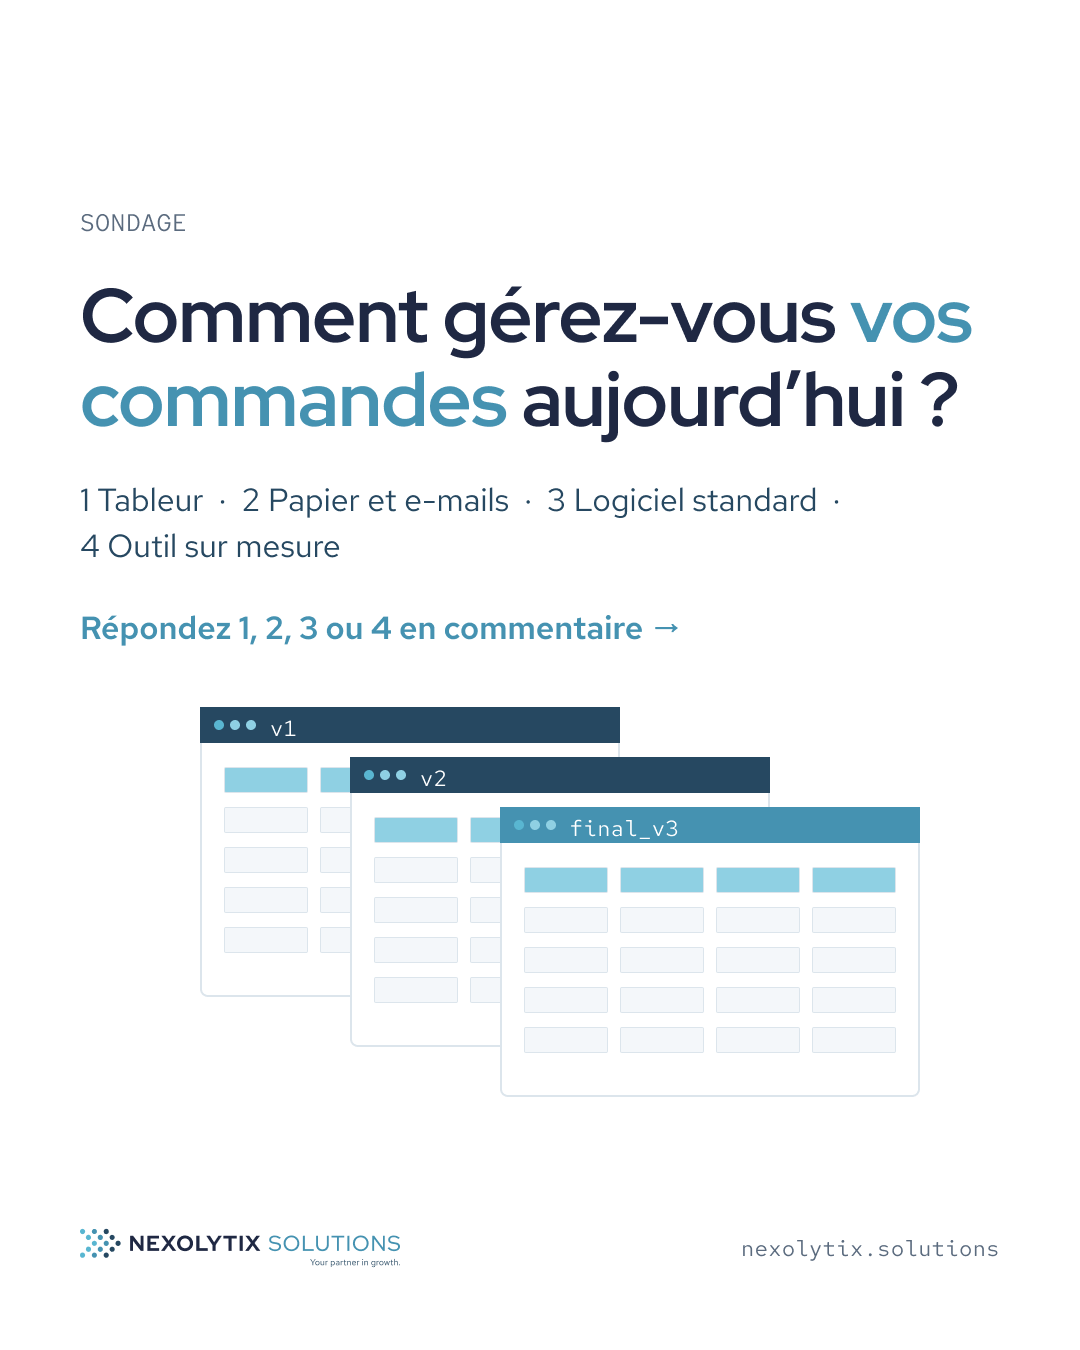 SONDAGE
Comment gérez-vous vos
commandes aujourd’hui ?
1 Tableur · 2 Papier et e-mails · 3 Logiciel standard ·
4 Outil sur mesure
Répondez 1, 2, 3 ou 4 en commentaire →
v1
v2
final_v3
NEXOLYTIX SOLUTIONS
Your partner in growth.
nexolytix.solutions